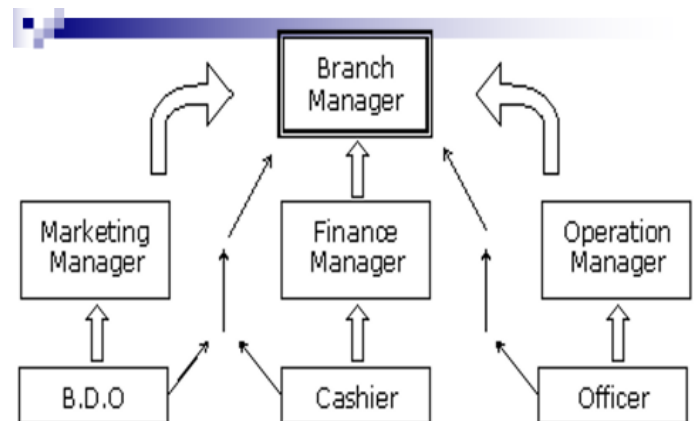 Branch
Manager
Marketing
Manager
Finance
Manager
Operation
Manager
B.D.O
Cashier
Officer